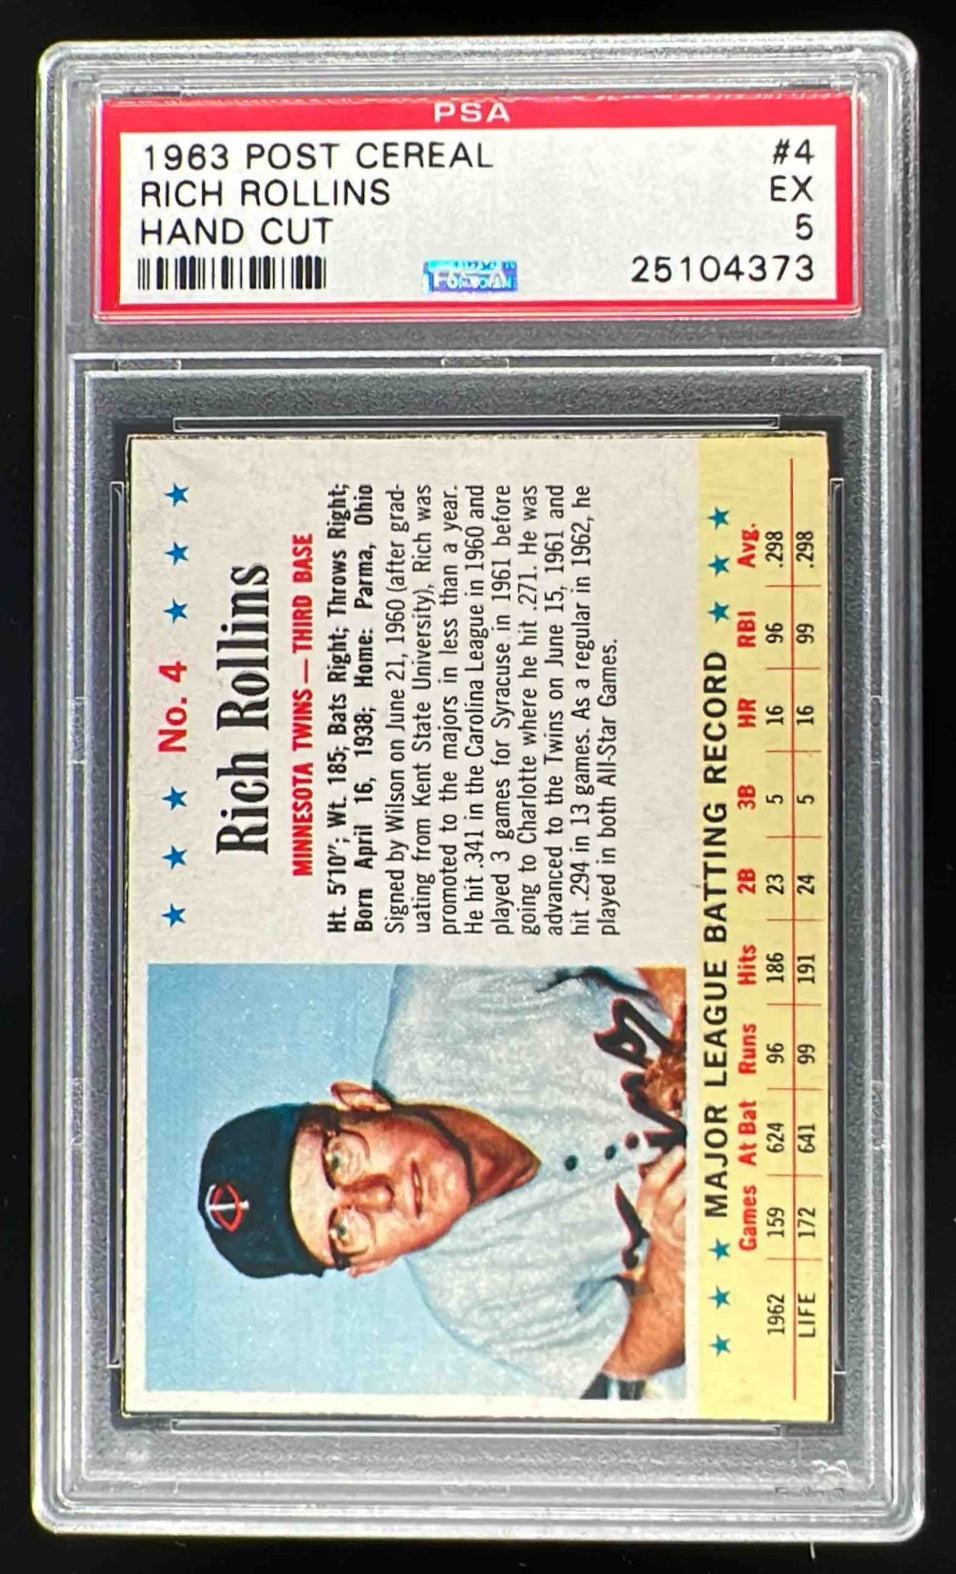 PSA
1963 POST CEREAL #4
RICH ROLLINS EX
HAND CUT 5
25104373
No. 4
Rich Rollins
MINNESOTA TWINS — THIRD BASE
Ht. 5'10"; Wt. 185; Bats Right; Throws Right;
Born April 16, 1938; Home: Parma, Ohio
Signed by Wilson on June 21, 1960 (after grad-
uating from Kent State University), Rich was
promoted to the majors in less than a year.
He hit .341 in the Carolina League in 1960 and
played 3 games for Syracuse in 1961 before
going to Charlotte where he hit .271. He was
advanced to the Twins on June 15, 1961 and
hit .294 in 13 games. As a regular in 1962, he
played in both All-Star Games.
MAJOR LEAGUE BATTING RECORD
Games At Bat Runs Hits 2B 3B HR RBI Avg.
1962 159 624 96 186 23 5 16 96 .298
LIFE 172 641 99 191 24 5 16 99 .298